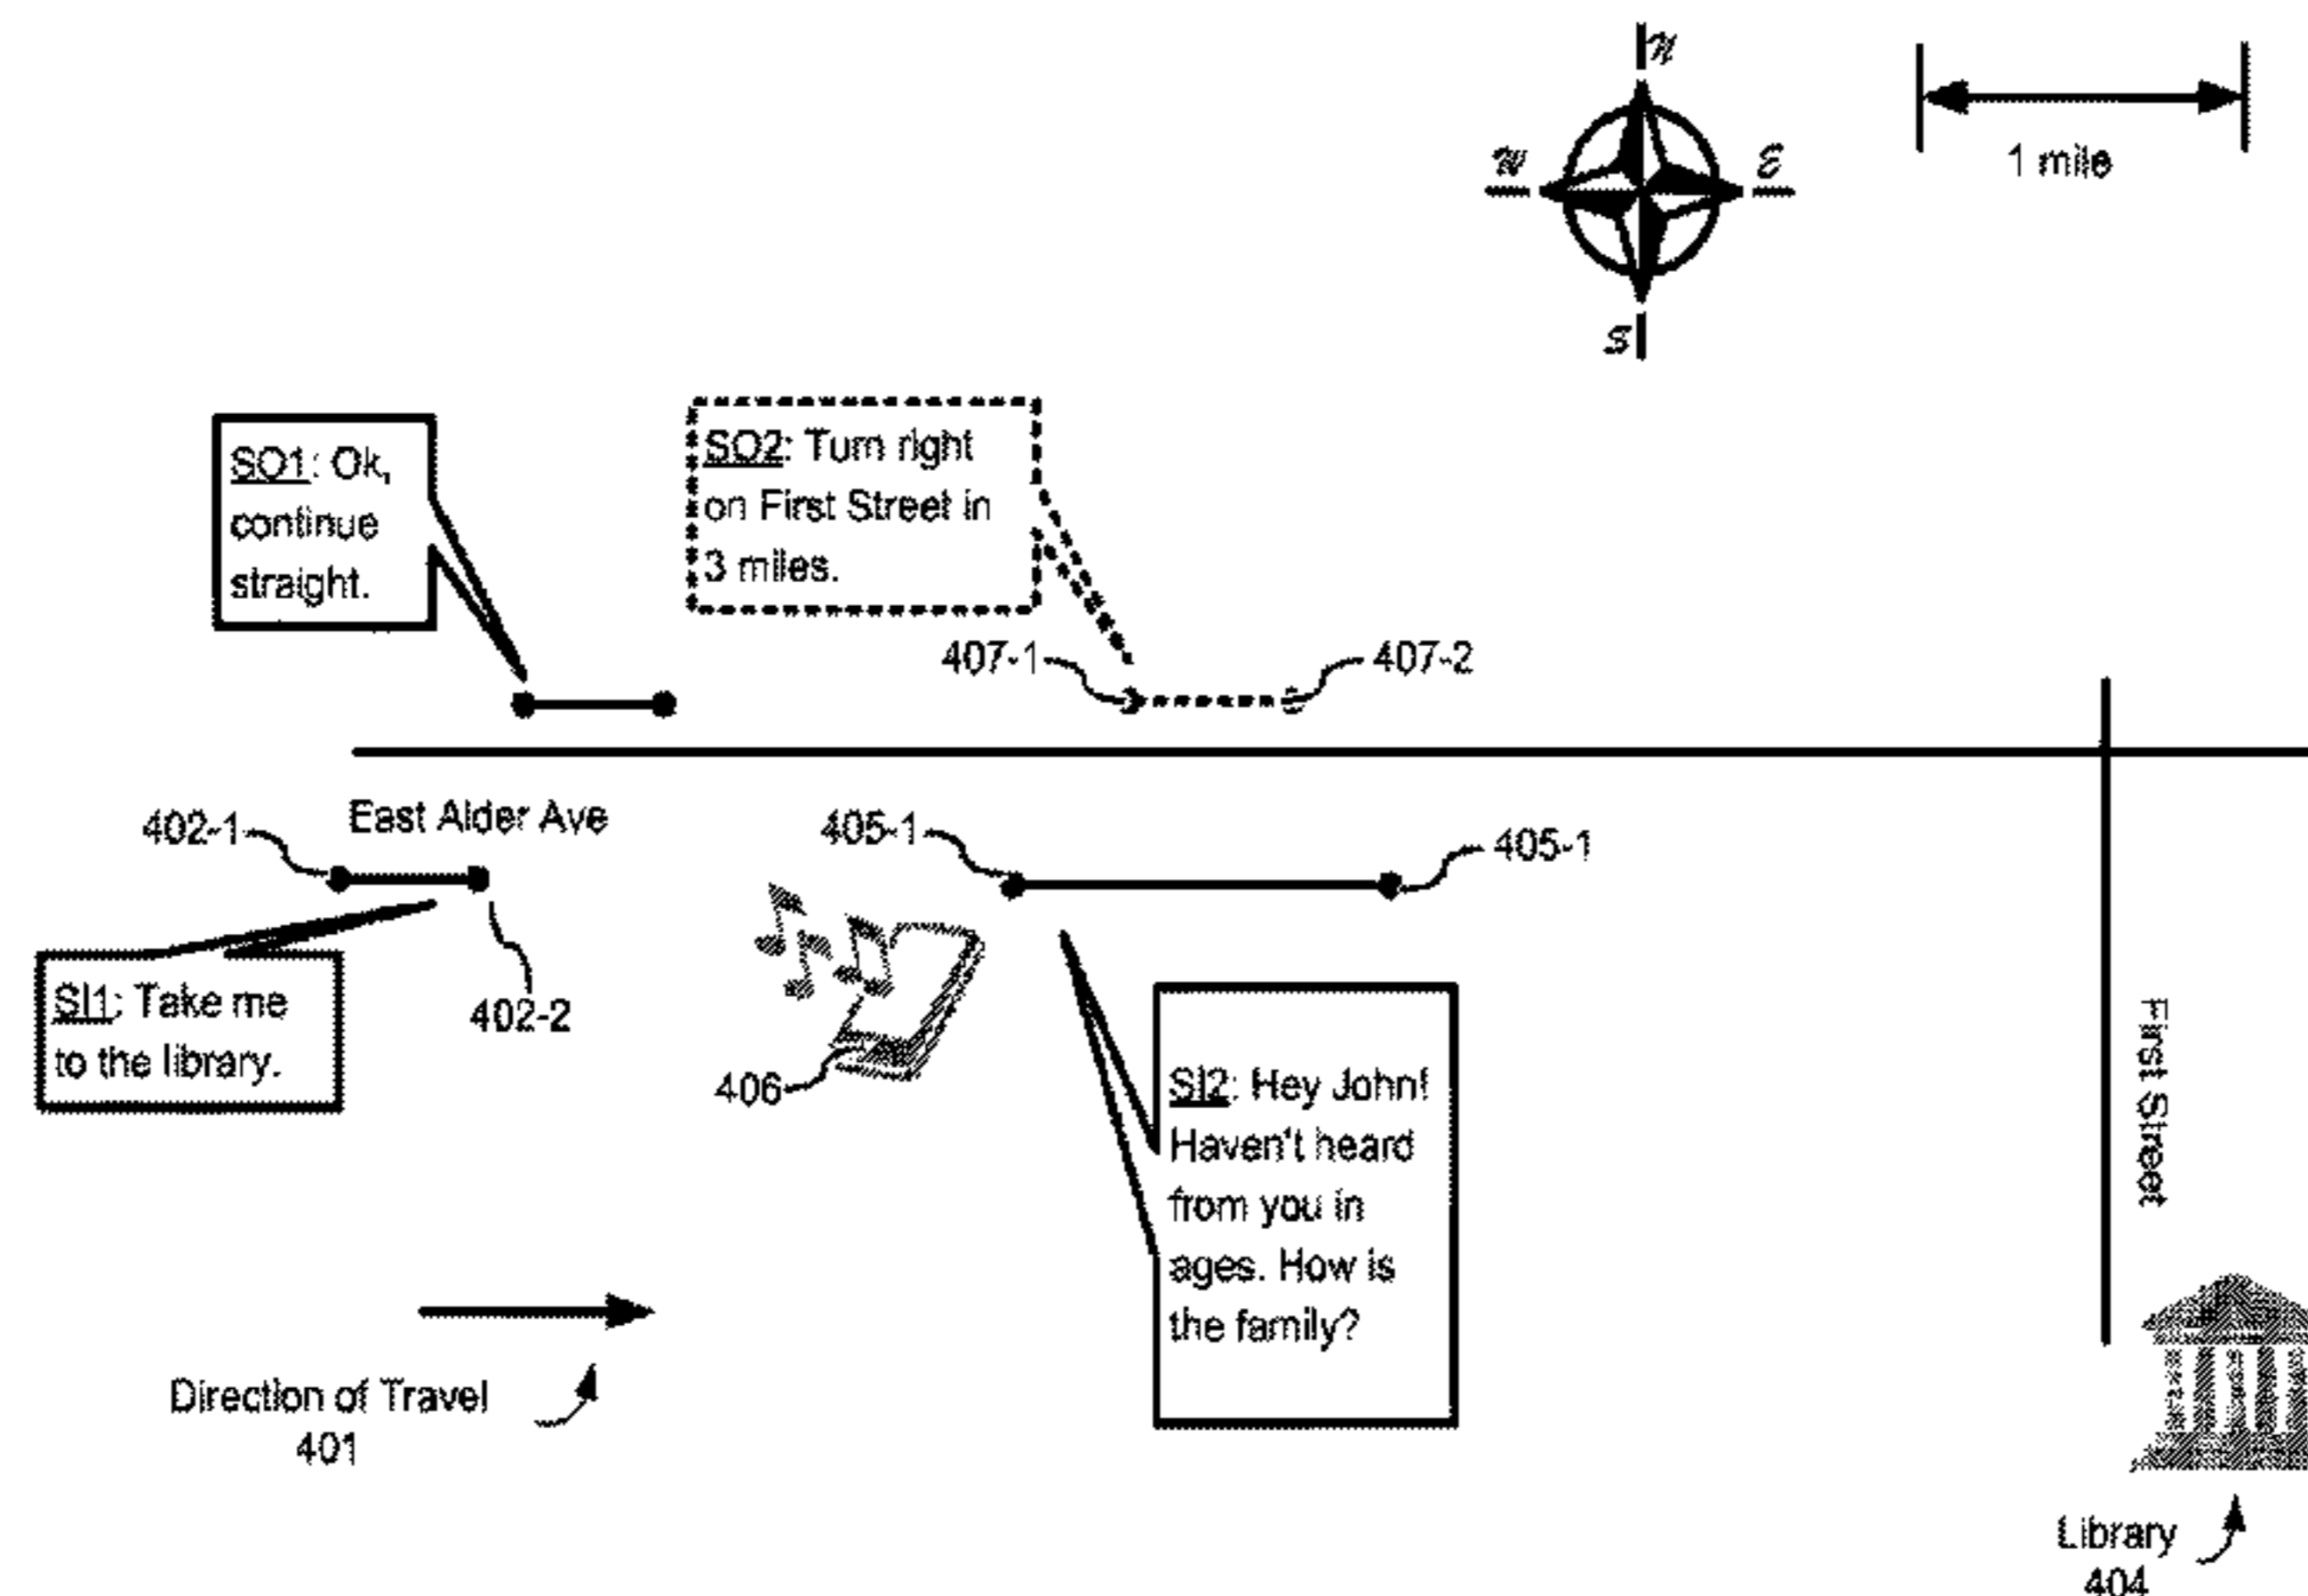 n
w
ε
s
1 mile
SO1: Ok,
continue
straight.
SO2: Turn right
on First Street in
3 miles.
407-1
407-2
East Alder Ave
402-1
405-1
405-1
SI1: Take me
to the library.
402-2
406
SI2: Hey John!
Haven't heard
from you in
ages. How is
the family?
First Street
Direction of Travel
401
Library
404